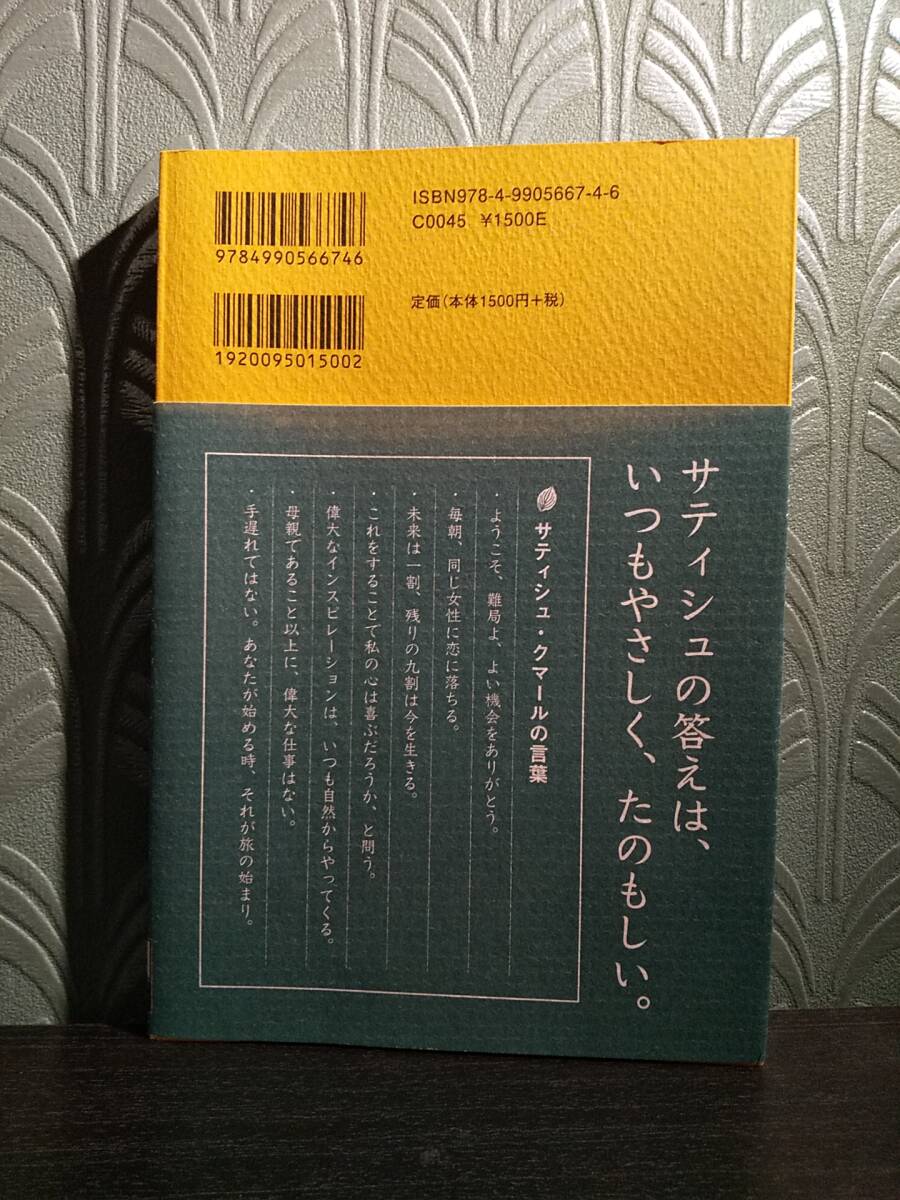 ISBN978-4-9905667-4-6
C0045 ¥1500E
9784990566746
定価(本体1500円+税)
1920095015002
サティシュの答えは、
いつもやさしく、たのもしい。
サティシュ・クマールの言葉
・ようこそ、難局よ、よい機会をありがとう。
・毎朝、同じ女性に恋に落ちる。
・未来は一割、残りの九割は今を生きる。
・これをすることで私の心は喜ぶだろうか、と問う。
・偉大なインスピレーションは、いつも自然からやってくる。
・母親であること以上に、偉大な仕事はない。
・手遅れではない。あなたが始める時、それが旅の始まり。